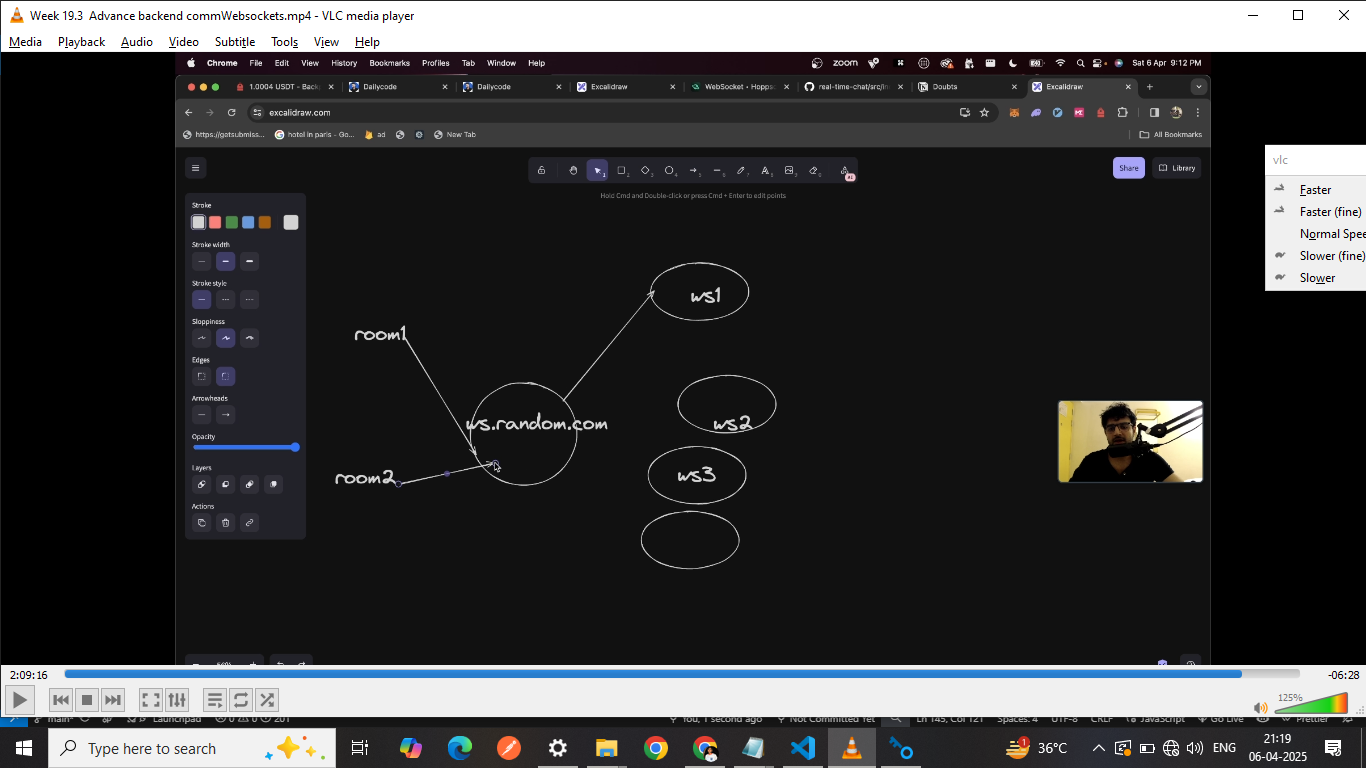 Week 19.3 Advance backend commWebsockets.mp4 - VLC media player
Media Playback Audio Video Subtitle Tools View Help
Chrome File Edit View History Bookmarks Profiles Tab Window Help
zoom
Sat 6 Apr 9:12 PM
1.0004 USDT - Back
Dailycode
Dailycode
Excalidraw
WebSocket • Hopps
real-time-chat/src/in
Doubts
Excalidraw
excalidraw.com
https://getsubmiss...
hotel in paris - Go...
ad
New Tab
All Bookmarks
Share
Library
Hold Cmd and Double-click or press Cmd + Enter to edit points
vlc
Faster
Faster (fine)
Normal Spee
Slower (fine)
Slower
Stroke
Stroke width
Stroke style
Sloppiness
Edges
Arrowheads
Opacity
Layers
Actions
ws1
room1
ws.random.com
ws2
room2
ws3
2:09:16
-06:28
125%
main*
Launchpad
0 0 201
You, 1 second ago
Not Committed Yet
Ln 145, Col 121
Spaces: 4
UTF-8
CRLF
JavaScript
Go Live
Prettier
Type here to search
1
36°C
ENG
21:19
06-04-2025